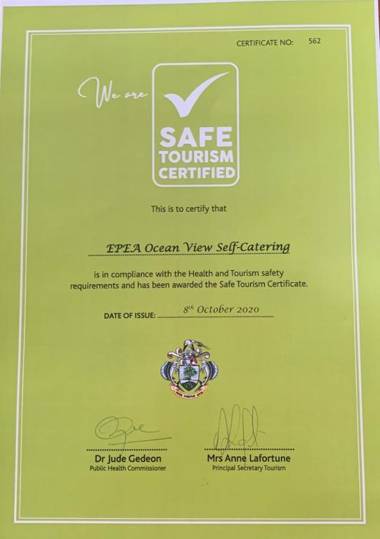 CERTIFICATE NO: 562
We are
SAFE
TOURISM
CERTIFIED
This is to certify that
EPEA Ocean View Self-Catering
is in compliance with the Health and Tourism safety
requirements and has been awarded the Safe Tourism Certificate.
DATE OF ISSUE: 8th October 2020
Dr Jude Gedeon
Public Health Commissioner
Mrs Anne Lafortune
Principal Secretary Tourism